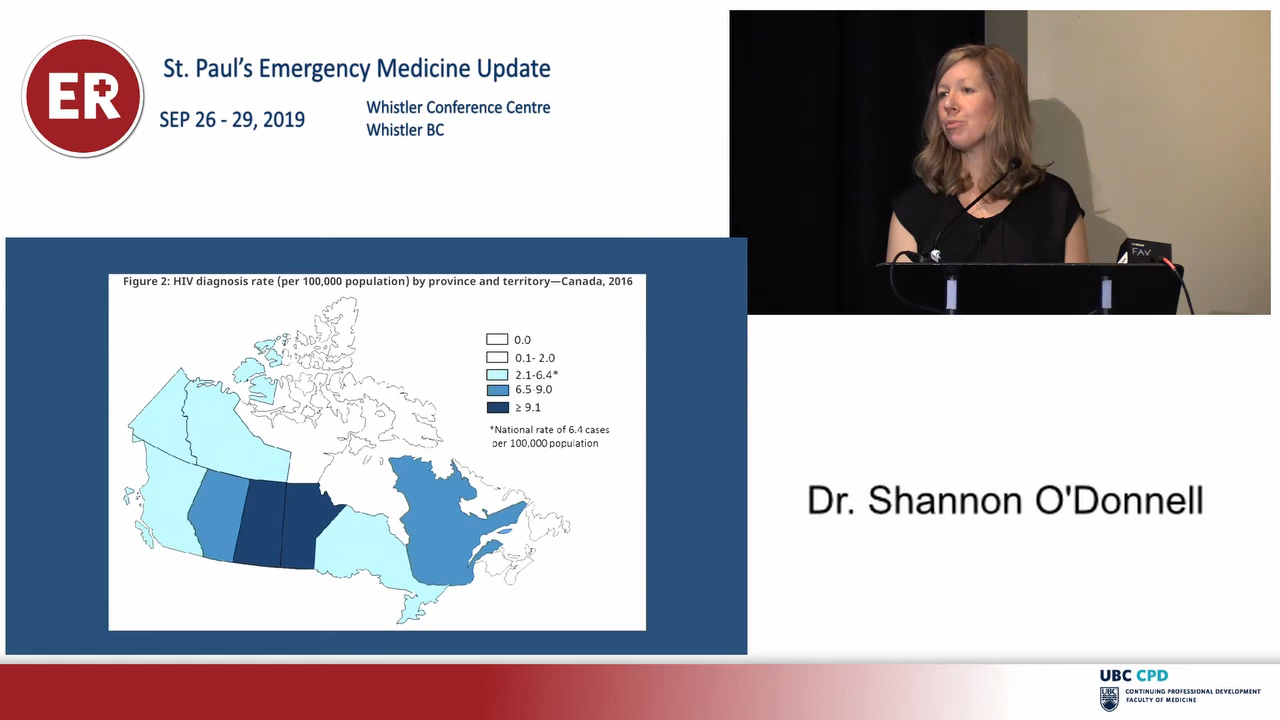 ER
St. Paul's Emergency Medicine Update
SEP 26 - 29, 2019
Whistler Conference Centre
Whistler BC
FAV
Figure 2: HIV diagnosis rate (per 100,000 population) by province and territory—Canada, 2016
0.0
0.1- 2.0
2.1-6.4*
6.5-9.0
≥ 9.1
*National rate of 6.4 cases
per 100,000 population
Dr. Shannon O'Donnell
UBC CPD
UBC
CONTINUING PROFESSIONAL DEVELOPMENT
FACULTY OF MEDICINE